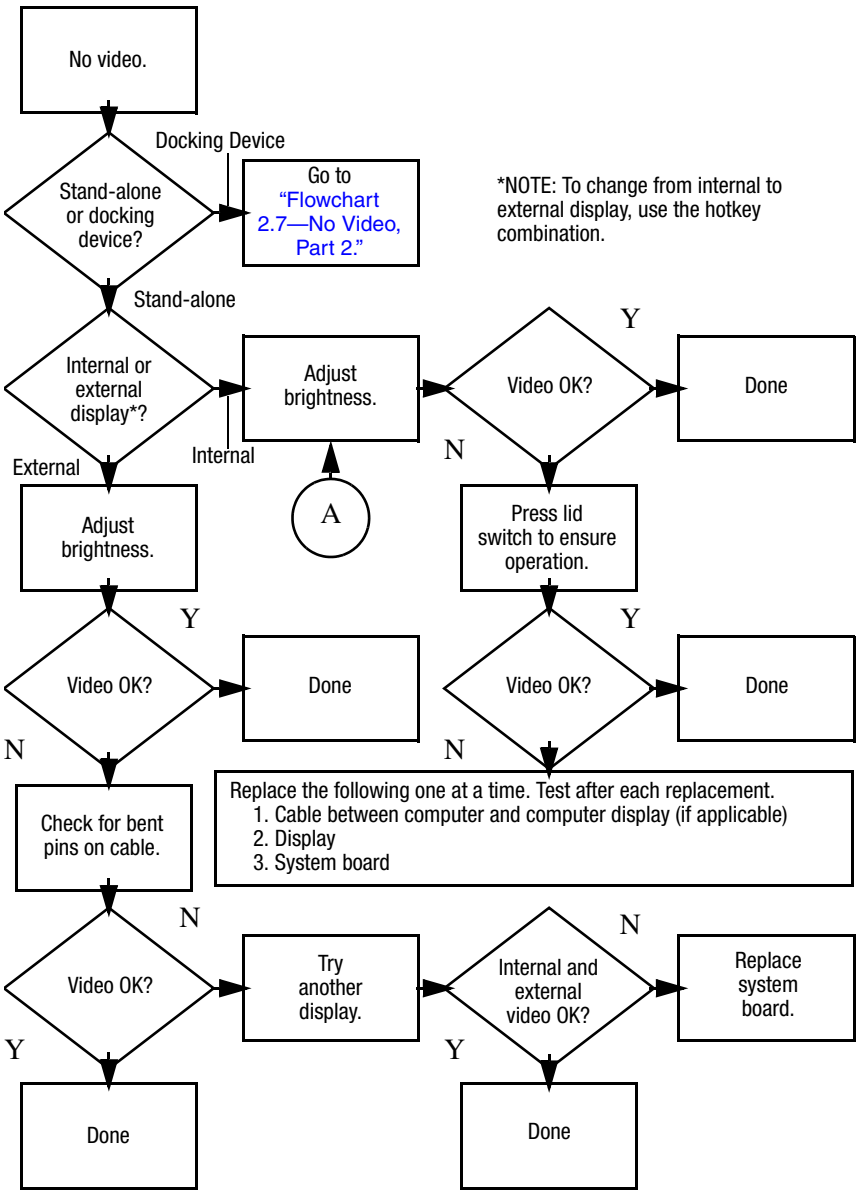 No video.
Docking Device
Stand-alone
or docking
device?
Go to
“Flowchart
2.7—No Video,
Part 2.”
*NOTE: To change from internal to
external display, use the hotkey
combination.
Stand-alone
Internal or
external
display*?
Internal
External
Adjust
brightness.
A
Video OK?
Y
Done
N
Press lid
switch to ensure
operation.
Adjust
brightness.
Video OK?
Y
Done
N
Video OK?
Y
Done
N
Replace the following one at a time. Test after each replacement.
1. Cable between computer and computer display (if applicable)
2. Display
3. System board
Check for bent
pins on cable.
Video OK?
N
Try
another
display.
Internal and
external
video OK?
N
Replace
system
board.
Y
Done
Y
Done